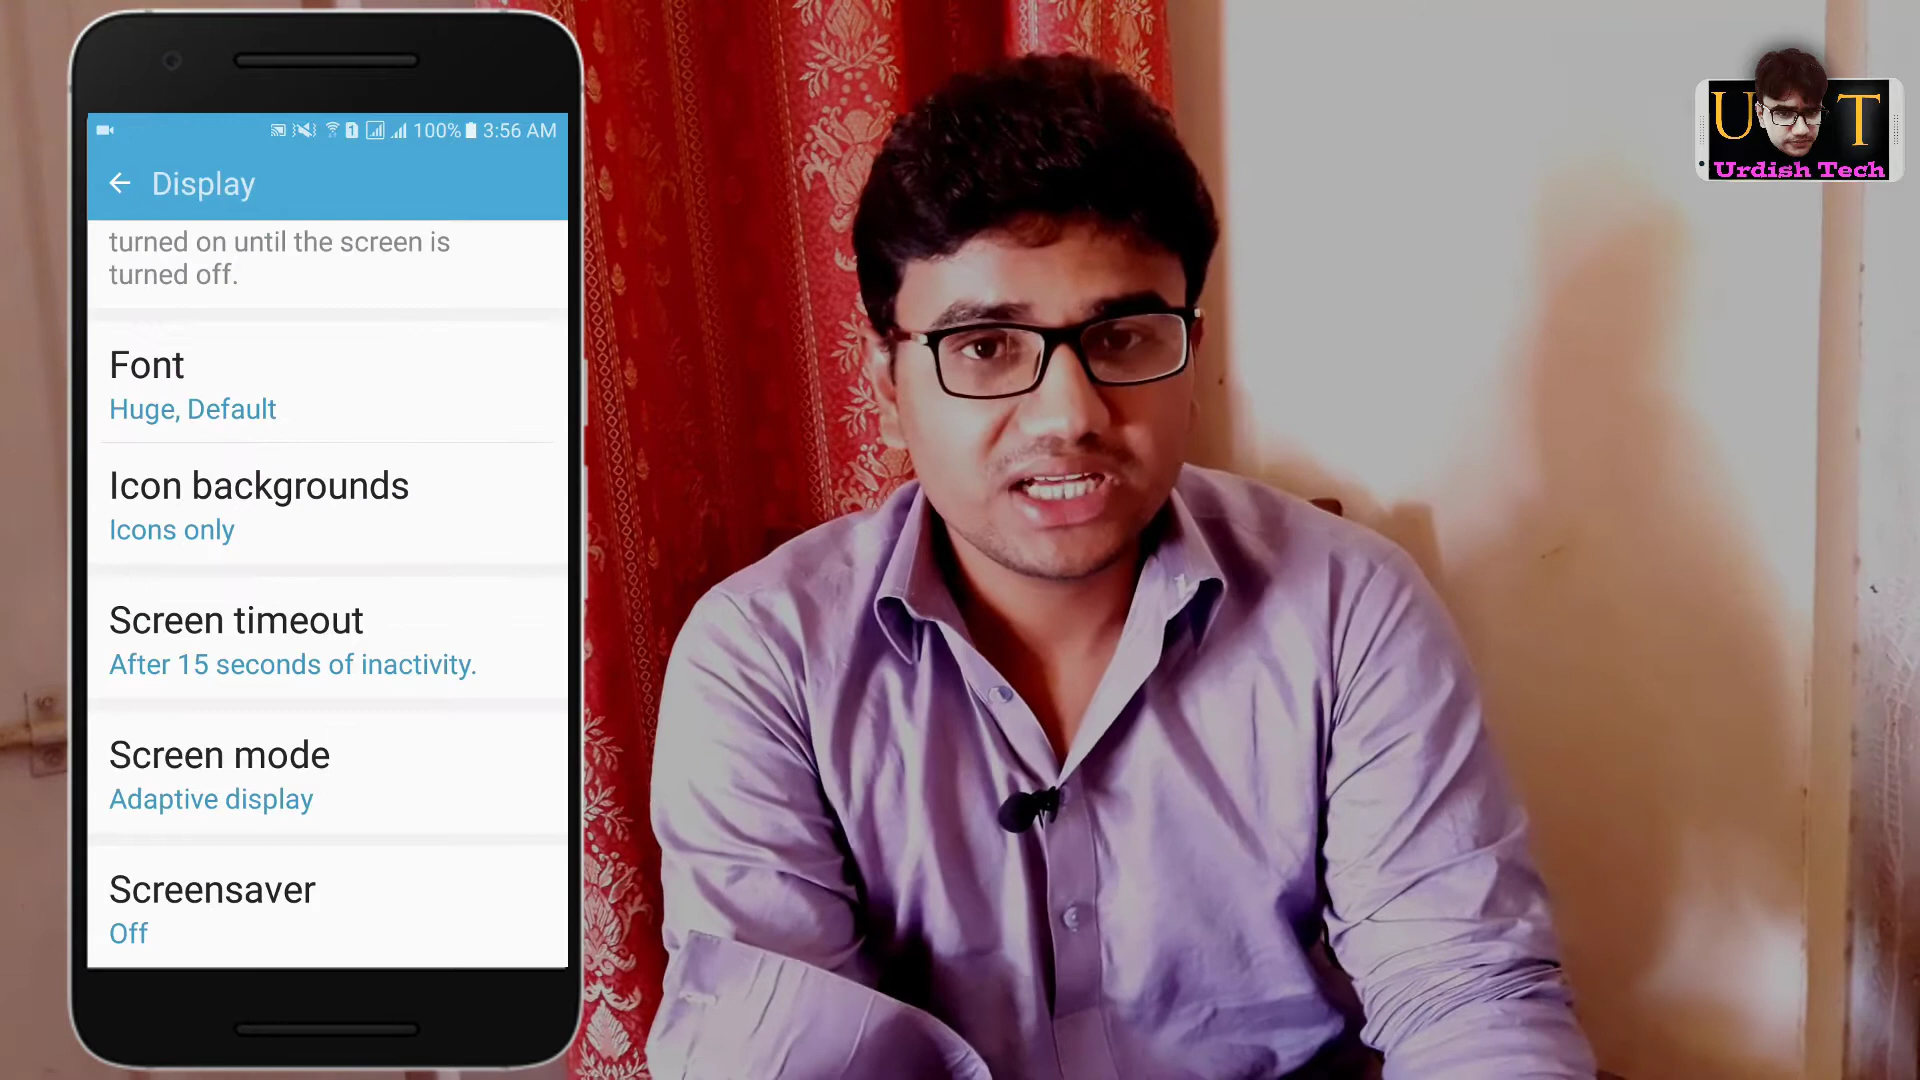 1 100% 3:56 AM
Display
turned on until the screen is
turned off.
Font
Huge, Default
Icon backgrounds
Icons only
Screen timeout
After 15 seconds of inactivity.
Screen mode
Adaptive display
Screensaver
Off
U T
Urdish Tech